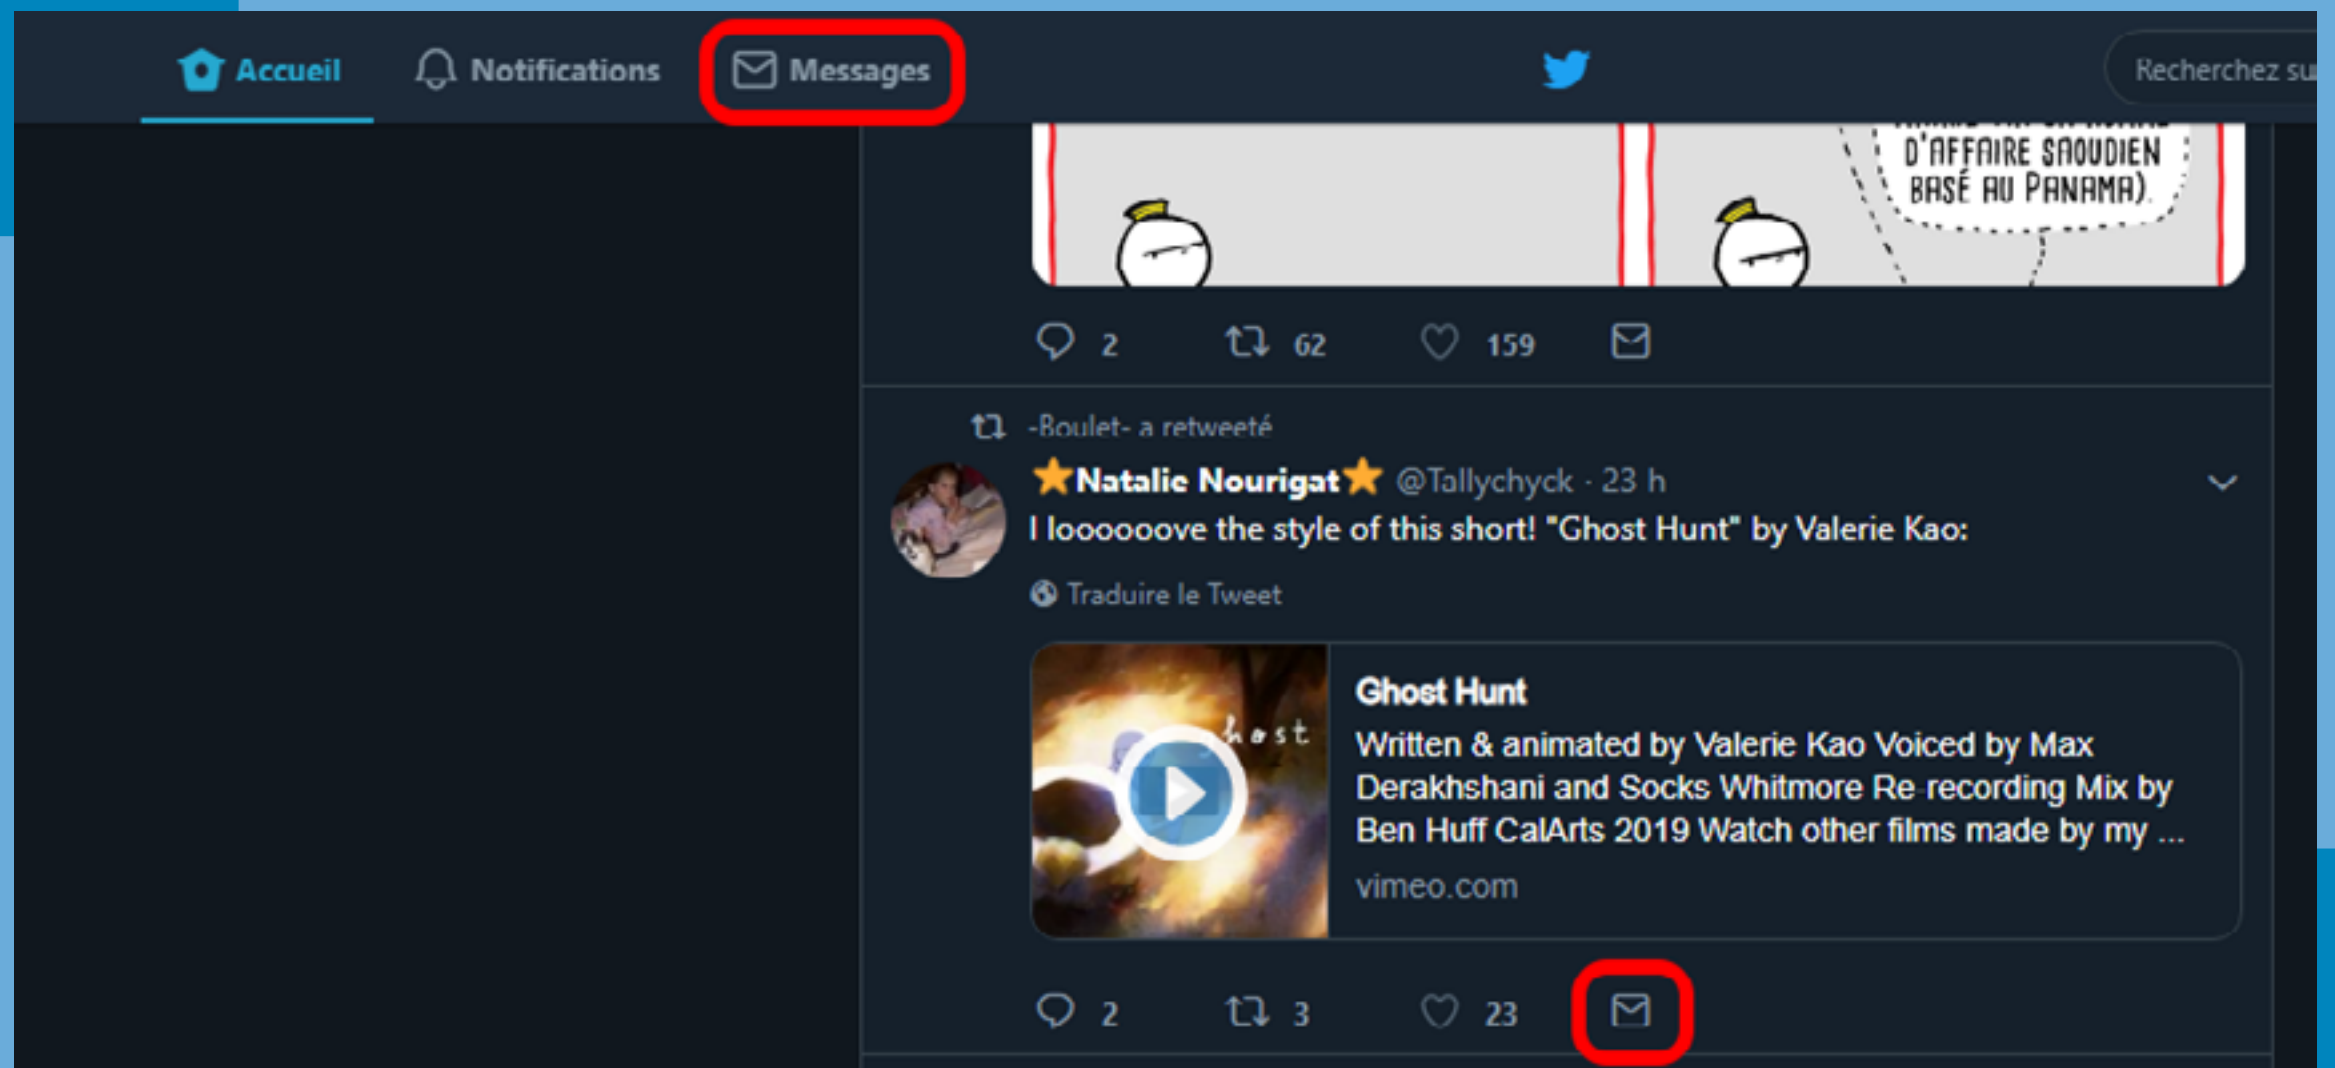 Accueil
Notifications
Messages
Recherchez su
D'AFFAIRE SAOUDIEN
BASÉ AU PANAMA).
2 62 159
-Boulet- a retweeté
⭐Natalie Nourigat⭐ @Tallychyck · 23 h
I looooooove the style of this short! "Ghost Hunt" by Valerie Kao:
Traduire le Tweet
host
Ghost Hunt
Written & animated by Valerie Kao Voiced by Max
Derakhshani and Socks Whitmore Re-recording Mix by
Ben Huff CalArts 2019 Watch other films made by my ...
vimeo.com
2 3 23